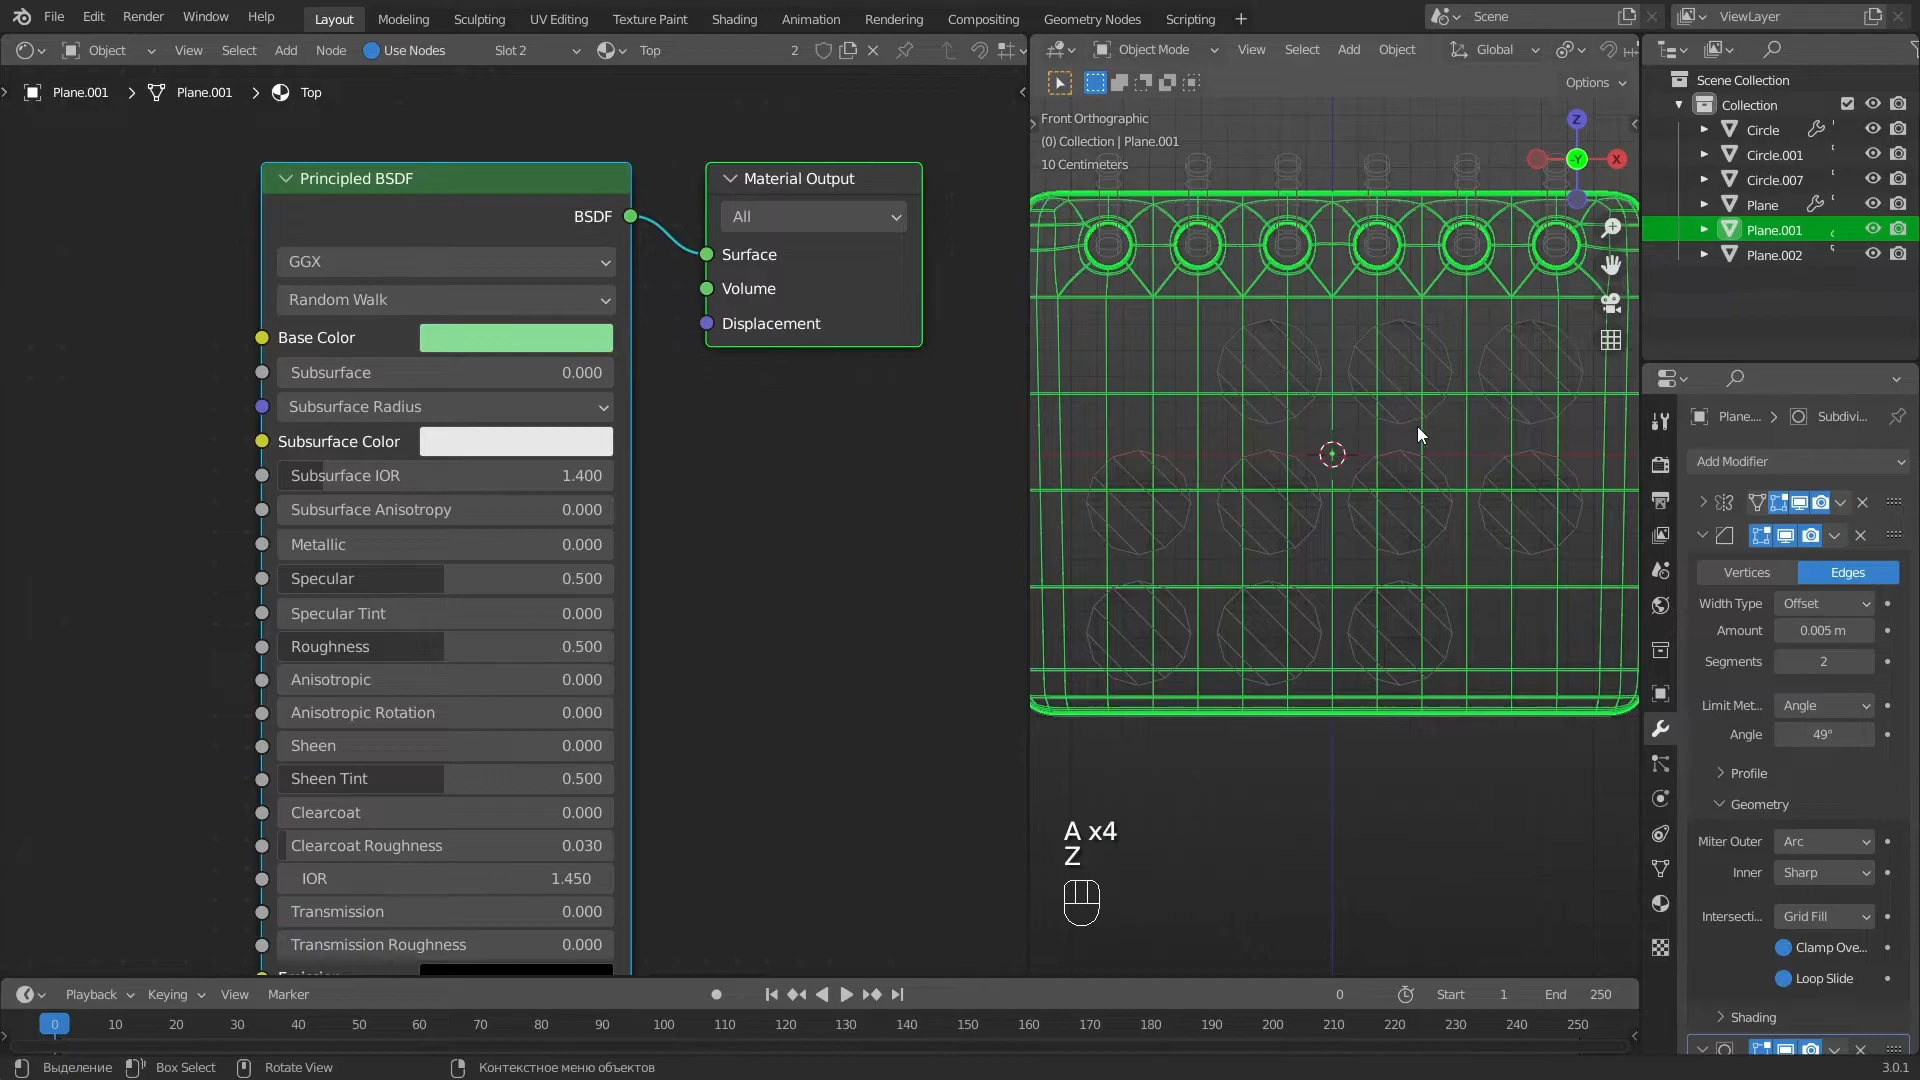 File Edit Render Window Help Layout Modeling Sculpting UV Editing Texture Paint Shading Animation Rendering Compositing Geometry Nodes Scripting + Scene ViewLayer
Object View Select Add Node Use Nodes Slot 2 Top 2
Object Mode View Select Add Object Global
Options
Plane.001 > Plane.001 > Top
Front Orthographic
(0) Collection | Plane.001
10 Centimeters
Z
X
-Y
Principled BSDF
BSDF
GGX
Random Walk
Base Color
Subsurface 0.000
Subsurface Radius
Subsurface Color
Subsurface IOR 1.400
Subsurface Anisotropy 0.000
Metallic 0.000
Specular 0.500
Specular Tint 0.000
Roughness 0.500
Anisotropic 0.000
Anisotropic Rotation 0.000
Sheen 0.000
Sheen Tint 0.500
Clearcoat 0.000
Clearcoat Roughness 0.030
IOR 1.450
Transmission 0.000
Transmission Roughness 0.000
Material Output
All
Surface
Volume
Displacement
A x4
Z
Scene Collection
Collection
Circle
Circle.001
Circle.007
Plane
Plane.001
Plane.002
Plane.... > Subdivi...
Add Modifier
Vertices Edges
Width Type Offset
Amount 0.005 m
Segments 2
Limit Met... Angle
Angle 49°
Profile
Geometry
Miter Outer Arc
Inner Sharp
Intersecti... Grid Fill
Clamp Ove...
Loop Slide
Shading
Playback Keying View Marker 0 Start 1 End 250
0 10 20 30 40 50 60 70 80 90 100 110 120 130 140 150 160 170 180 190 200 210 220 230 240 250
Выделение Box Select Rotate View Контекстное меню объектов 3.0.1